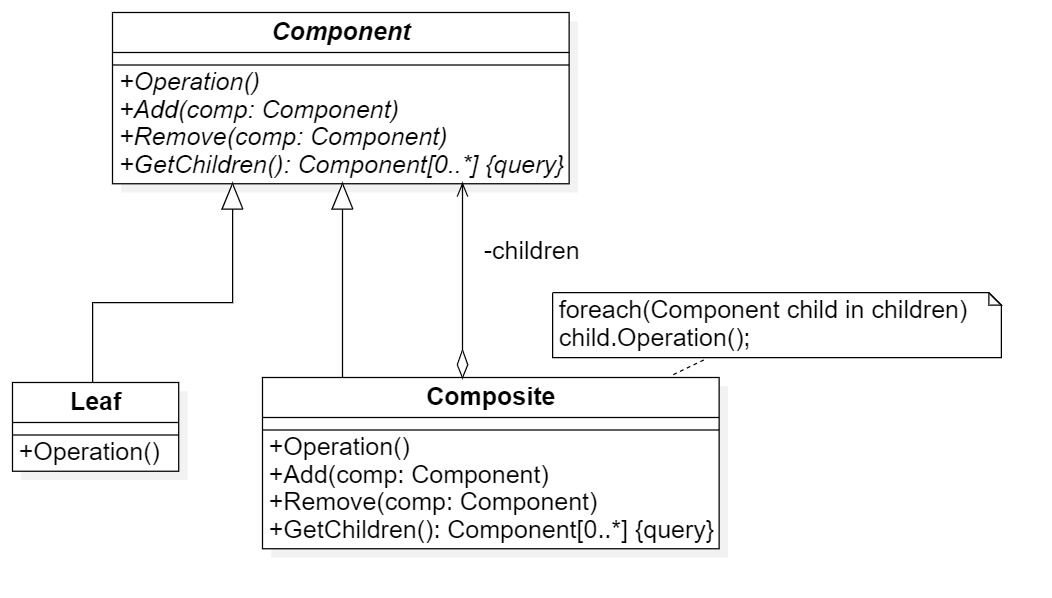 Component
+Operation()
+Add(comp: Component)
+Remove(comp: Component)
+GetChildren(): Component[0..*] {query}
-children
foreach(Component child in children)
child.Operation();
Leaf
+Operation()
Composite
+Operation()
+Add(comp: Component)
+Remove(comp: Component)
+GetChildren(): Component[0..*] {query}